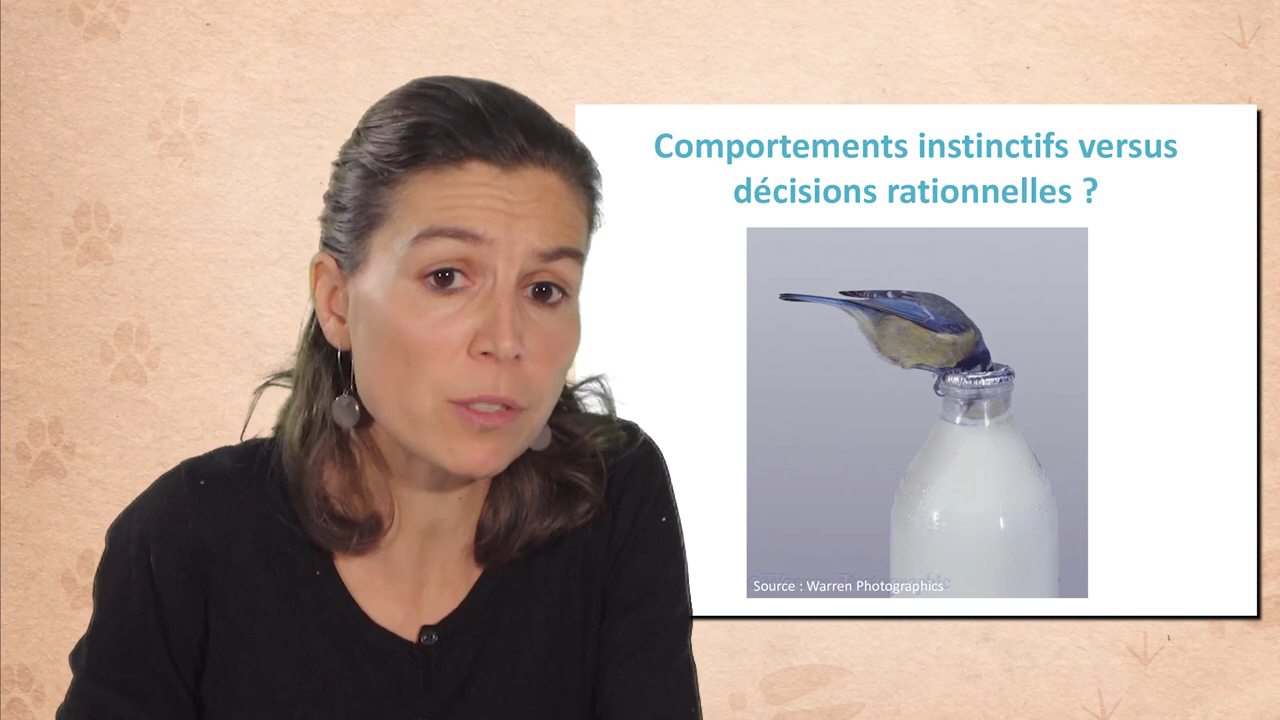 Comportements instinctifs versus
décisions rationnelles ?
Source : Warren Photographics